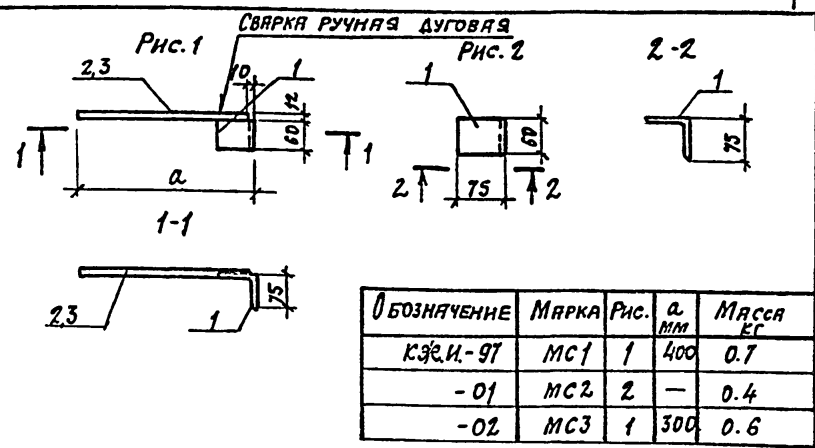 Сварка ручная дуговая
Рис. 1
Рис. 2
2-2
2,3
10
1
12
60
1
1
a
1
60
2
75
2
1
75
1-1
2,3
1
75
Обозначение Марка Рис. a мм Масса кг
КЖ.И.-97 МС1 1 400 0.7
-01 МС2 2 — 0.4
-02 МС3 1 300 0.6